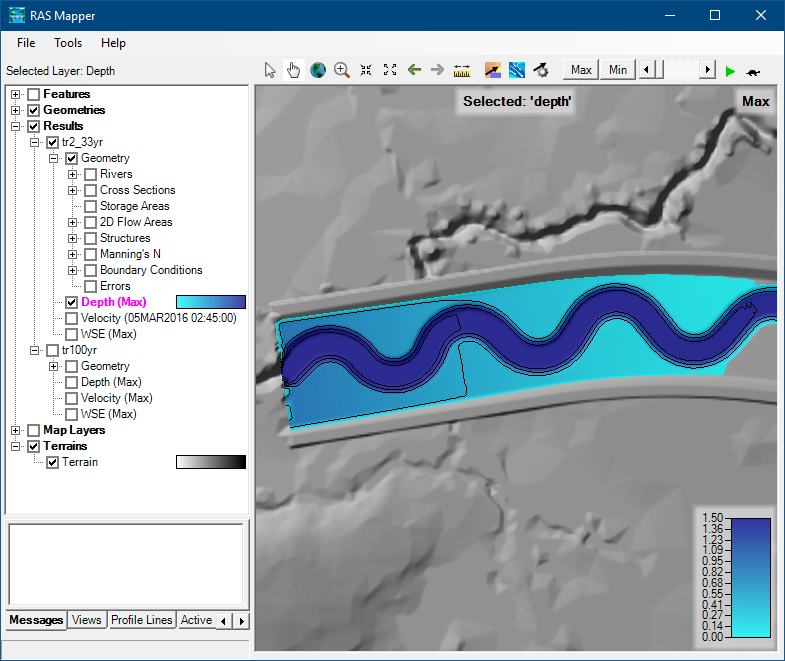 RAS Mapper
File Tools Help
Selected Layer: Depth
Max Min
Features
Geometries
Results
tr2_33yr
Geometry
Rivers
Cross Sections
Storage Areas
2D Flow Areas
Structures
Manning's N
Boundary Conditions
Errors
Depth (Max)
Velocity (05MAR2016 02:45:00)
WSE (Max)
tr100yr
Geometry
Depth (Max)
Velocity (Max)
WSE (Max)
Map Layers
Terrains
Terrain
Messages Views Profile Lines Active
Selected: 'depth'
Max
1.50
1.36
1.23
1.09
0.95
0.82
0.68
0.55
0.41
0.27
0.14
0.00